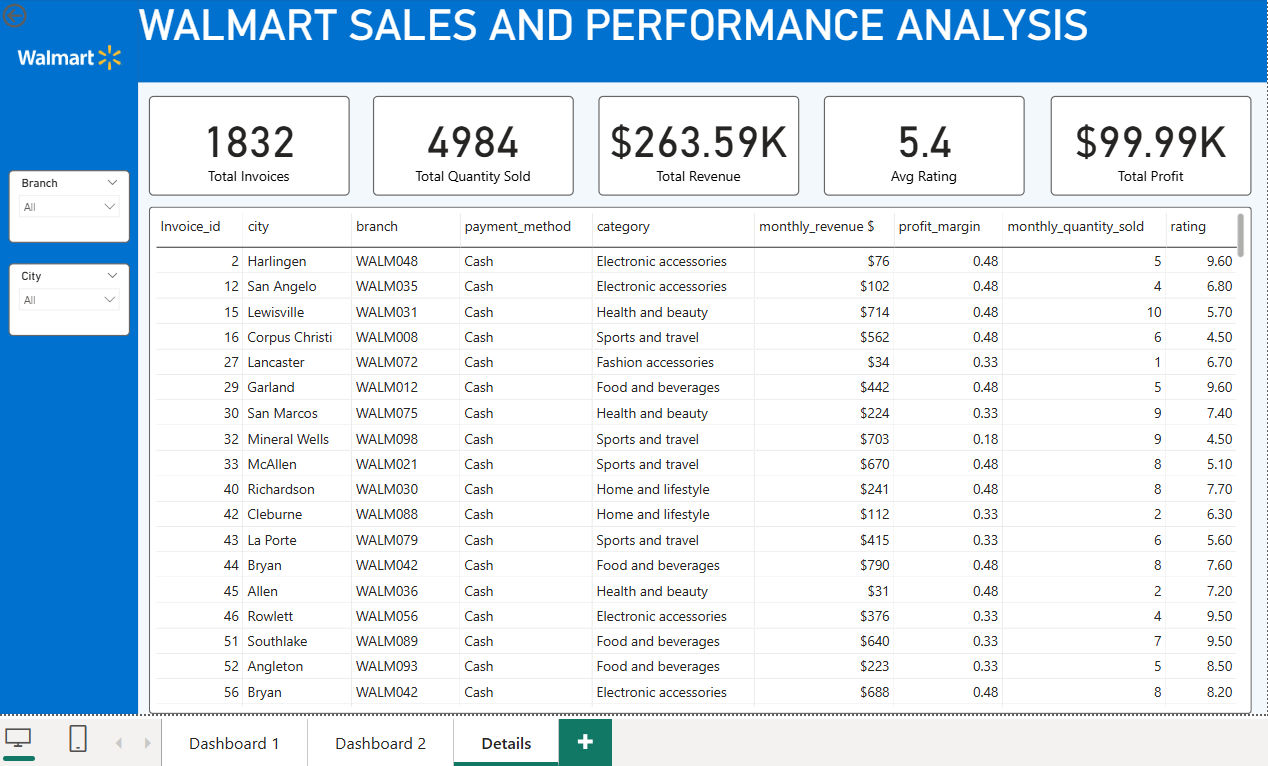 WALMART SALES AND PERFORMANCE ANALYSIS
Walmart
1832
Total Invoices
4984
Total Quantity Sold
$263.59K
Total Revenue
5.4
Avg Rating
$99.99K
Total Profit
Branch
All
City
All
Invoice_id city branch payment_method category monthly_revenue $ profit_margin monthly_quantity_sold rating
2 Harlingen WALM048 Cash Electronic accessories $76 0.48 5 9.60
12 San Angelo WALM035 Cash Electronic accessories $102 0.48 4 6.80
15 Lewisville WALM031 Cash Health and beauty $714 0.48 10 5.70
16 Corpus Christi WALM008 Cash Sports and travel $562 0.48 6 4.50
27 Lancaster WALM072 Cash Fashion accessories $34 0.33 1 6.70
29 Garland WALM012 Cash Food and beverages $442 0.48 5 9.60
30 San Marcos WALM075 Cash Health and beauty $224 0.33 9 7.40
32 Mineral Wells WALM098 Cash Sports and travel $703 0.18 9 4.50
33 McAllen WALM021 Cash Sports and travel $670 0.48 8 5.10
40 Richardson WALM030 Cash Home and lifestyle $241 0.48 8 7.70
42 Cleburne WALM088 Cash Home and lifestyle $112 0.33 2 6.30
43 La Porte WALM079 Cash Sports and travel $415 0.33 6 5.60
44 Bryan WALM042 Cash Food and beverages $790 0.48 8 7.60
45 Allen WALM036 Cash Health and beauty $31 0.48 2 7.20
46 Rowlett WALM056 Cash Electronic accessories $376 0.33 4 9.50
51 Southlake WALM089 Cash Food and beverages $640 0.33 7 9.50
52 Angleton WALM093 Cash Food and beverages $223 0.33 5 8.50
56 Bryan WALM042 Cash Electronic accessories $688 0.48 8 8.20
Dashboard 1 Dashboard 2 Details +